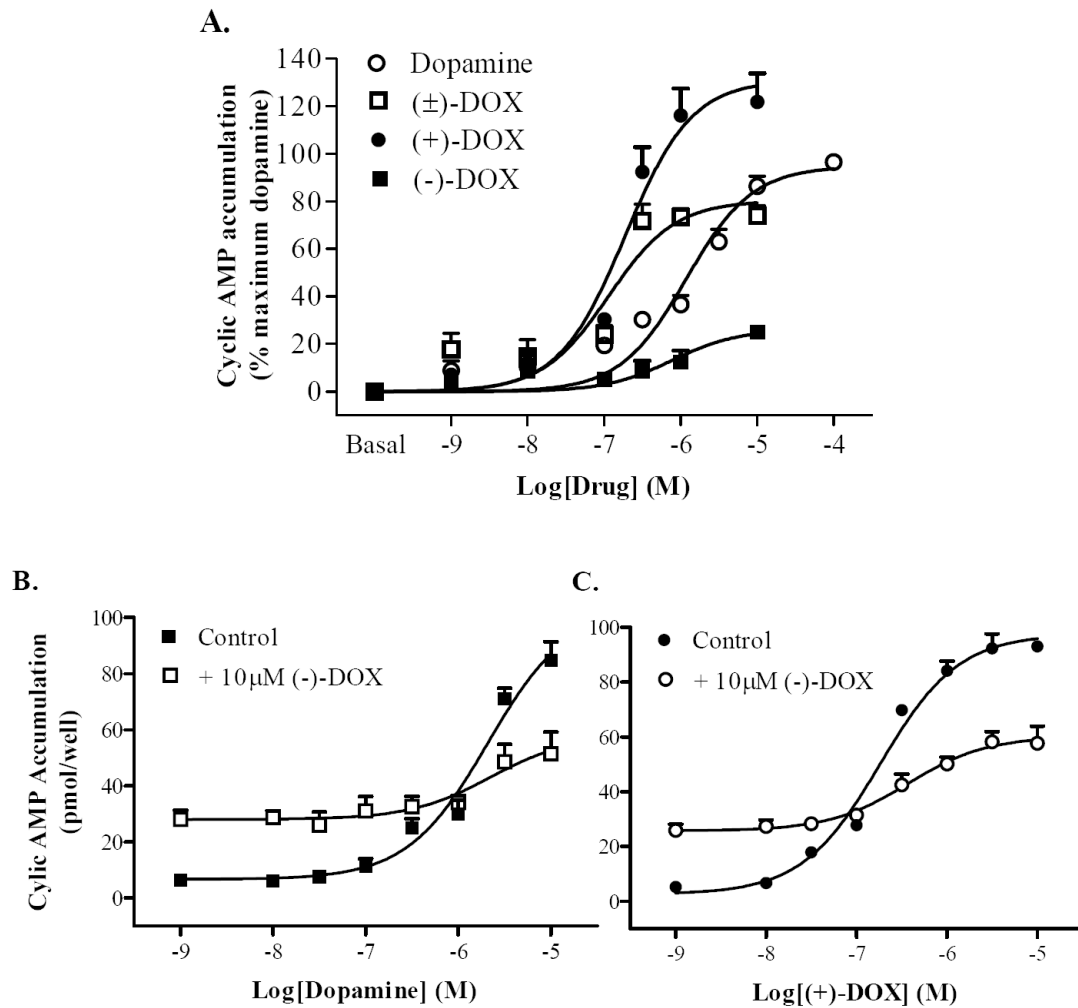 A.
Cyclic AMP accumulation
(% maximum dopamine)
140
120
100
80
60
40
20
0
Dopamine
(±)-DOX
(+)-DOX
(-)-DOX
Basal -9 -8 -7 -6 -5 -4
Log[Drug] (M)
B.
Cylic AMP Accumulation
(pmol/well)
100
80
60
40
20
0
Control
+ 10μM (-)-DOX
-9 -8 -7 -6 -5
Log[Dopamine] (M)
C.
100
80
60
40
20
0
Control
+ 10μM (-)-DOX
-9 -8 -7 -6 -5
Log[(+)-DOX] (M)